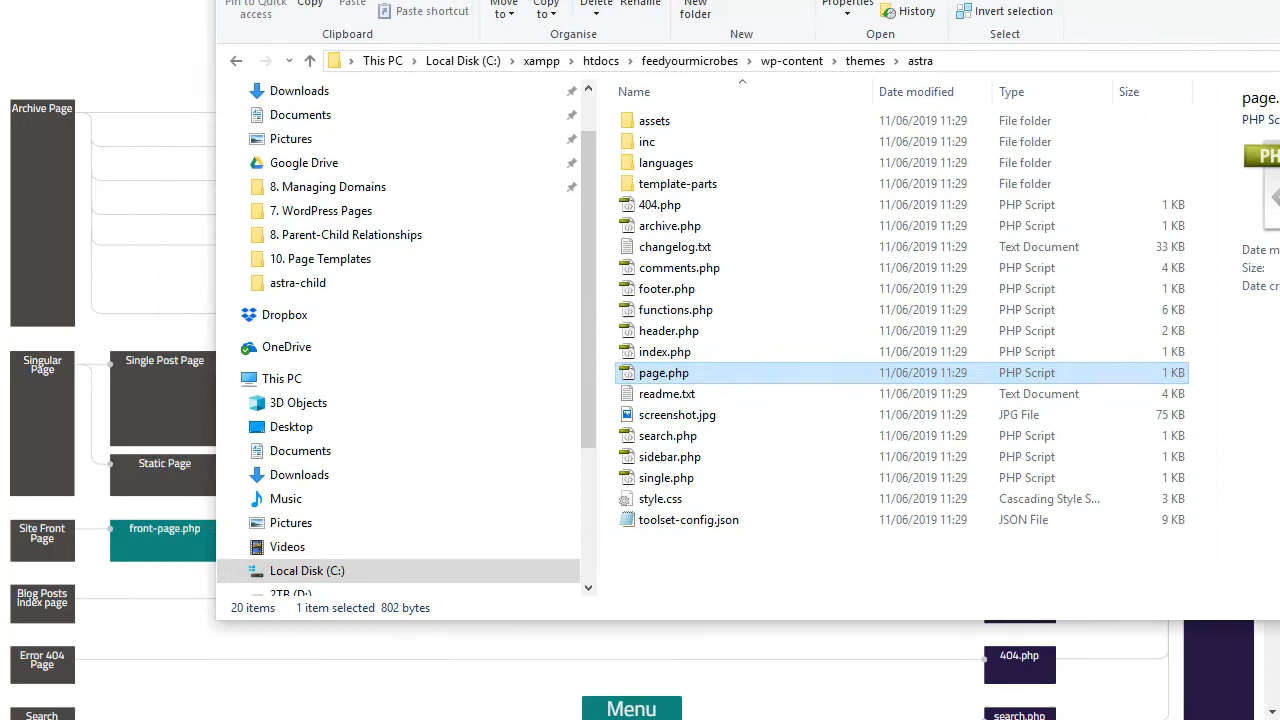 Pin to Quick access
Copy
Paste
Paste shortcut
Move to
Copy to
Delete
Rename
New folder
Properties
History
Invert selection
Clipboard
Organise
New
Open
Select
This PC > Local Disk (C:) > xampp > htdocs > feedyourmicrobes > wp-content > themes > astra
Name
Date modified
Type
Size
Downloads
Documents
Pictures
Google Drive
8. Managing Domains
7. WordPress Pages
8. Parent-Child Relationships
10. Page Templates
astra-child
Dropbox
OneDrive
This PC
3D Objects
Desktop
Documents
Downloads
Music
Pictures
Videos
Local Disk (C:)
2TB (D:)
assets 11/06/2019 11:29 File folder
inc 11/06/2019 11:29 File folder
languages 11/06/2019 11:29 File folder
template-parts 11/06/2019 11:29 File folder
404.php 11/06/2019 11:29 PHP Script 1 KB
archive.php 11/06/2019 11:29 PHP Script 1 KB
changelog.txt 11/06/2019 11:29 Text Document 33 KB
comments.php 11/06/2019 11:29 PHP Script 4 KB
footer.php 11/06/2019 11:29 PHP Script 1 KB
functions.php 11/06/2019 11:29 PHP Script 6 KB
header.php 11/06/2019 11:29 PHP Script 2 KB
index.php 11/06/2019 11:29 PHP Script 1 KB
page.php 11/06/2019 11:29 PHP Script 1 KB
readme.txt 11/06/2019 11:29 Text Document 4 KB
screenshot.jpg 11/06/2019 11:29 JPG File 75 KB
search.php 11/06/2019 11:29 PHP Script 1 KB
sidebar.php 11/06/2019 11:29 PHP Script 1 KB
single.php 11/06/2019 11:29 PHP Script 1 KB
style.css 11/06/2019 11:29 Cascading Style S... 3 KB
toolset-config.json 11/06/2019 11:29 JSON File 9 KB
page.
PHP Sc
PH
Date m
Size:
Date cr
20 items 1 item selected 802 bytes
Archive Page
Singular Page
Single Post Page
Static Page
Site Front Page
front-page.php
Blog Posts Index page
Error 404 Page
404.php
Search
search.php
Menu